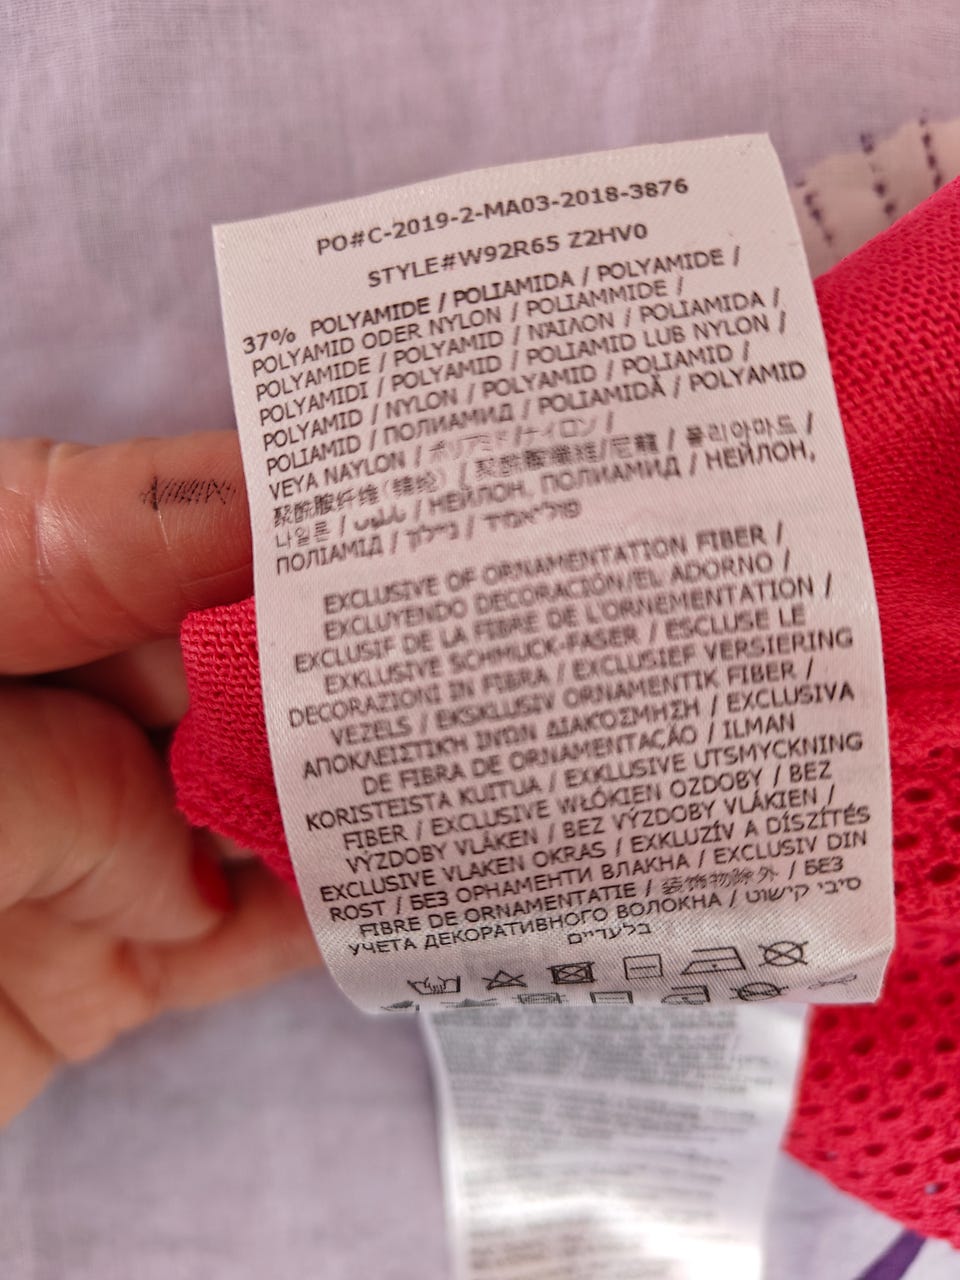 PO#C-2019-2-MA03-2018-3876
STYLE#W92R65 Z2HV0
37% POLYAMIDE / POLIAMIDA / POLYAMIDE /
POLYAMID ODER NYLON / POLIAMMIDE /
POLYAMIDE / POLYAMID / ΝΑΪΛΟΝ / POLIAMIDA /
POLYAMIDI / POLYAMID / POLIAMID LUB NYLON /
POLYAMID / NYLON / POLYAMID / POLIAMID /
POLIAMID / ПОЛИАМИД / POLIAMIDĂ / POLYAMID
VEYA NAYLON / ポリアミド/ナイロン /
聚酰胺纤维 (锦纶) / 聚酰胺纖維/尼龍 / 폴리아마드 /
나일론 / نايلون / НЕЙЛОН, ПОЛИАМИД / НЕЙЛОН,
ПОЛІАМІД / ניילון / פוליאמיד
EXCLUSIVE OF ORNAMENTATION FIBER /
EXCLUYENDO DECORACIÓN/EL ADORNO /
EXCLUSIF DE LA FIBRE DE L'ORNEMENTATION /
EXKLUSIVE SCHMUCK-FASER / ESCLUSE LE
DECORAZIONI IN FIBRA / EXCLUSIEF VERSIERING
VEZELS / EKSKLUSIV ORNAMENTIK FIBER /
ΑΠΟΚΛΕΙΣΤΙΚΗ ΙΝΩΝ ΔΙΑΚΟΣΜΗΣΗ / EXCLUSIVA
DE FIBRA DE ORNAMENTAÇÃO / ILMAN
KORISTEISTA KUITUA / EXKLUSIVE UTSMYCKNING
FIBER / EXCLUSIVE WŁÓKIEN OZDOBY / BEZ
VÝZDOBY VLÁKEN / BEZ VÝZDOBY VLÁKIEN /
EXCLUSIVE VLAKEN OKRAS / EXKLUZÍV A DÍSZÍTÉS
ROST / БЕЗ ОРНАМЕНТИ ВЛАКНА / EXCLUSIV DIN
FIBRE DE ORNAMENTATIE / 装饰物除外 / БЕЗ
УЧЕТА ДЕКОРАТИВНОГО ВОЛОКНА / סיבי קישוט
בלעדיים